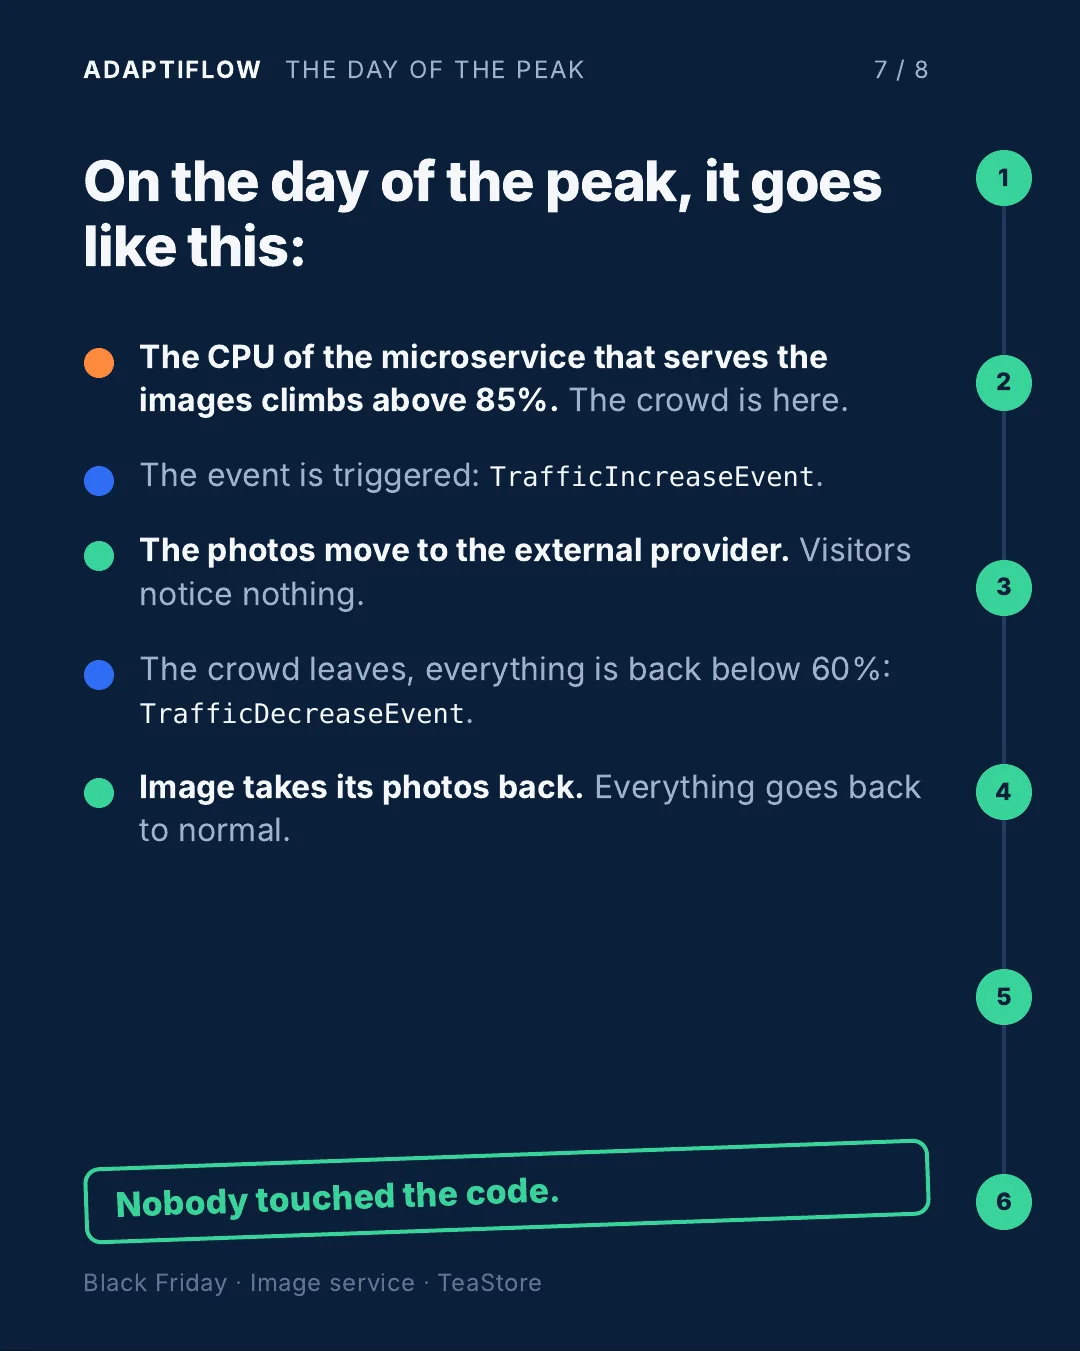 ADAPTIFLOW THE DAY OF THE PEAK 7 / 8
On the day of the peak, it goes
like this:
The CPU of the microservice that serves the
images climbs above 85%. The crowd is here.
The event is triggered: TrafficIncreaseEvent.
The photos move to the external provider. Visitors
notice nothing.
The crowd leaves, everything is back below 60%:
TrafficDecreaseEvent.
Image takes its photos back. Everything goes back
to normal.
Nobody touched the code.
Black Friday · Image service · TeaStore
1
2
3
4
5
6